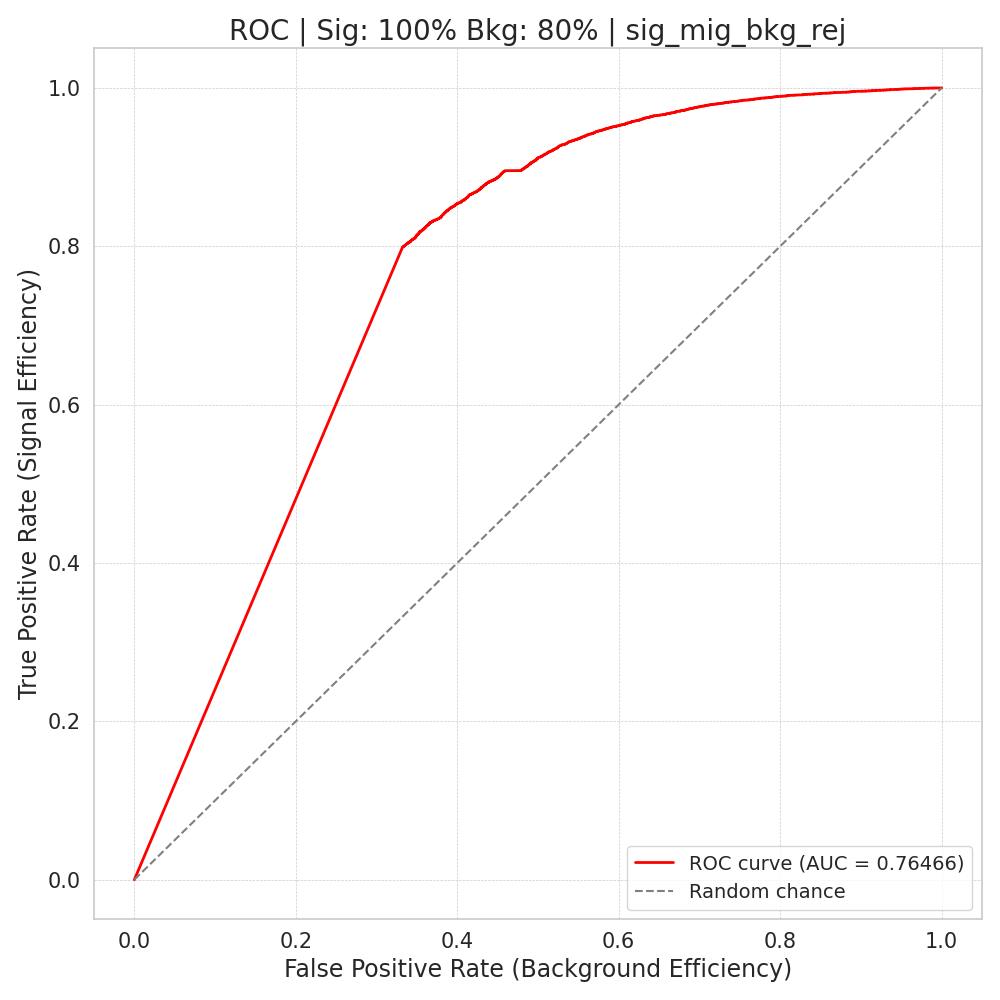 ROC | Sig: 100% Bkg: 80% | sig_mig_bkg_rej
True Positive Rate (Signal Efficiency)
1.0
0.8
0.6
0.4
0.2
0.0
ROC curve (AUC = 0.76466)
Random chance
0.0 0.2 0.4 0.6 0.8 1.0
False Positive Rate (Background Efficiency)